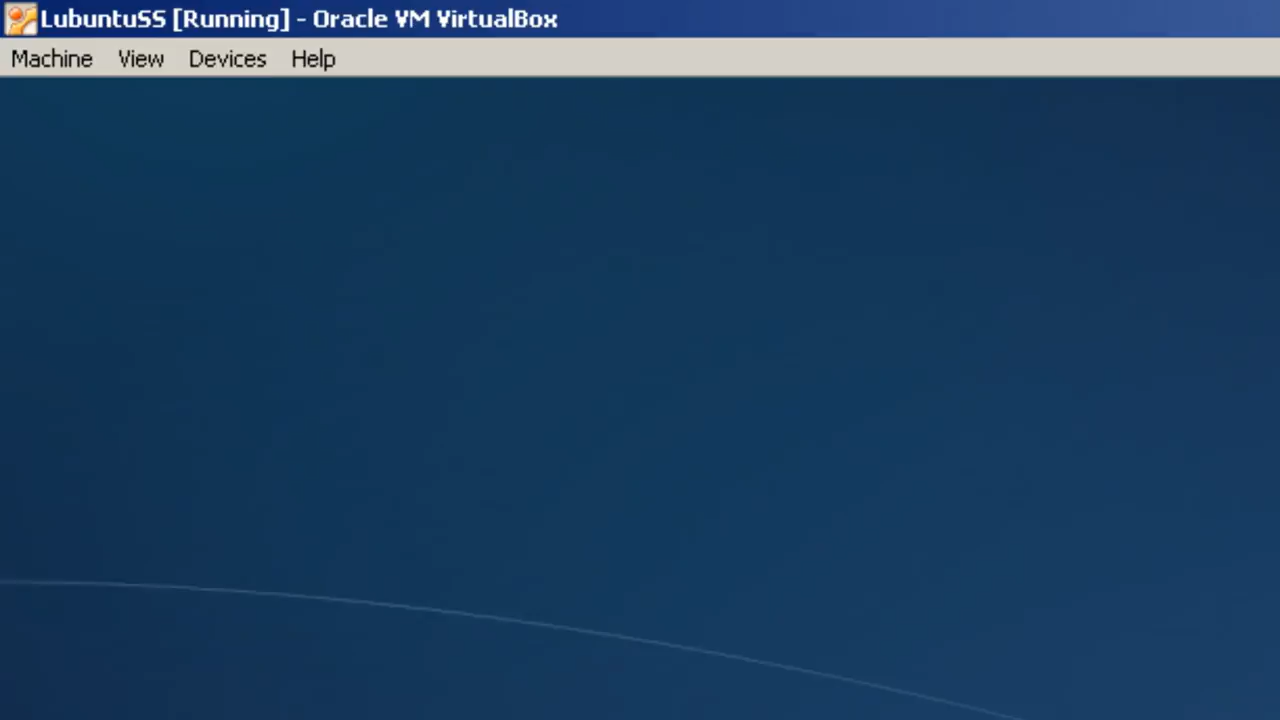 LubuntuSS [Running] - Oracle VM VirtualBox
Machine View Devices Help